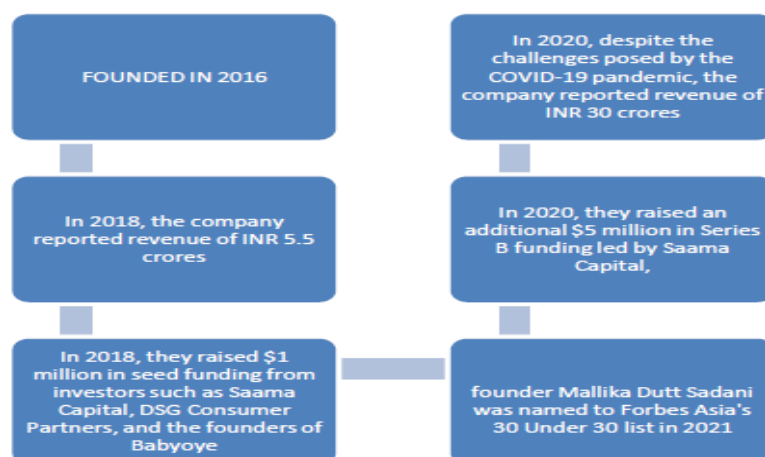 FOUNDED IN 2016
In 2018, the company
reported revenue of INR 5.5
crores
In 2018, they raised $1
million in seed funding from
investors such as Saama
Capital, DSG Consumer
Partners, and the founders of
Babyoye
founder Mallika Dutt Sadani
was named to Forbes Asia's
30 Under 30 list in 2021
In 2020, they raised an
additional $5 million in Series
B funding led by Saama
Capital,
In 2020, despite the
challenges posed by the
COVID-19 pandemic, the
company reported revenue of
INR 30 crores